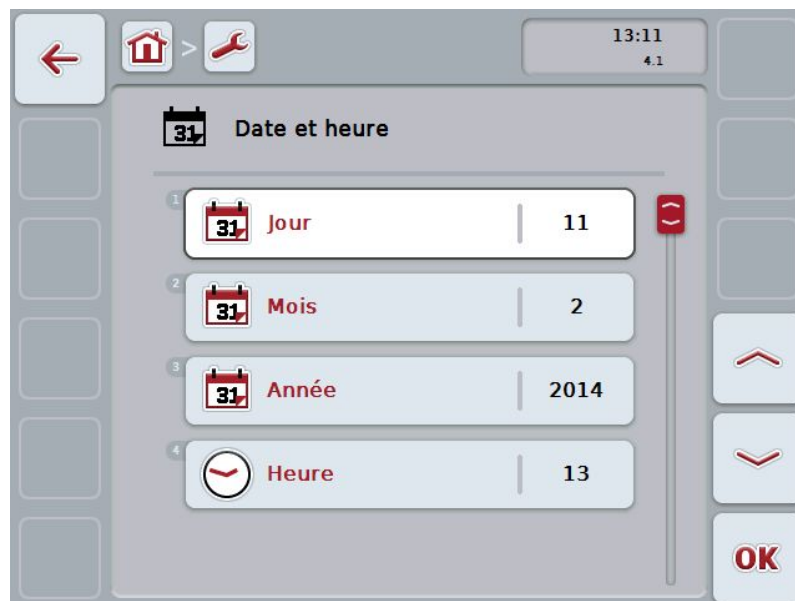 >
13:11
4.1
31 Date et heure
1
31 Jour 11
2
31 Mois 2
3
31 Année 2014
4
Heure 13
OK